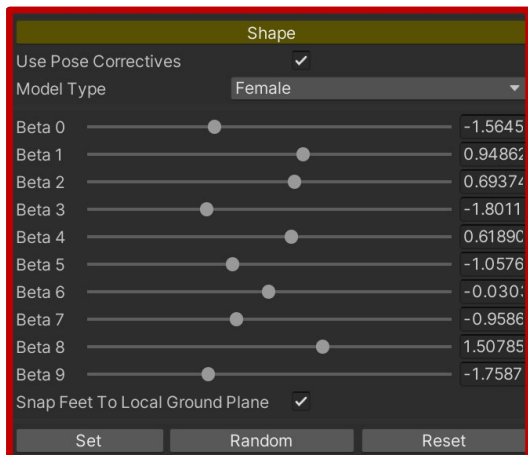 Shape
Use Pose Correctives
Model Type Female
Beta 0 -1.5645
Beta 1 0.94862
Beta 2 0.69374
Beta 3 -1.8011
Beta 4 0.61890
Beta 5 -1.0576
Beta 6 -0.0303
Beta 7 -0.9586
Beta 8 1.50785
Beta 9 -1.7587
Snap Feet To Local Ground Plane
Set Random Reset